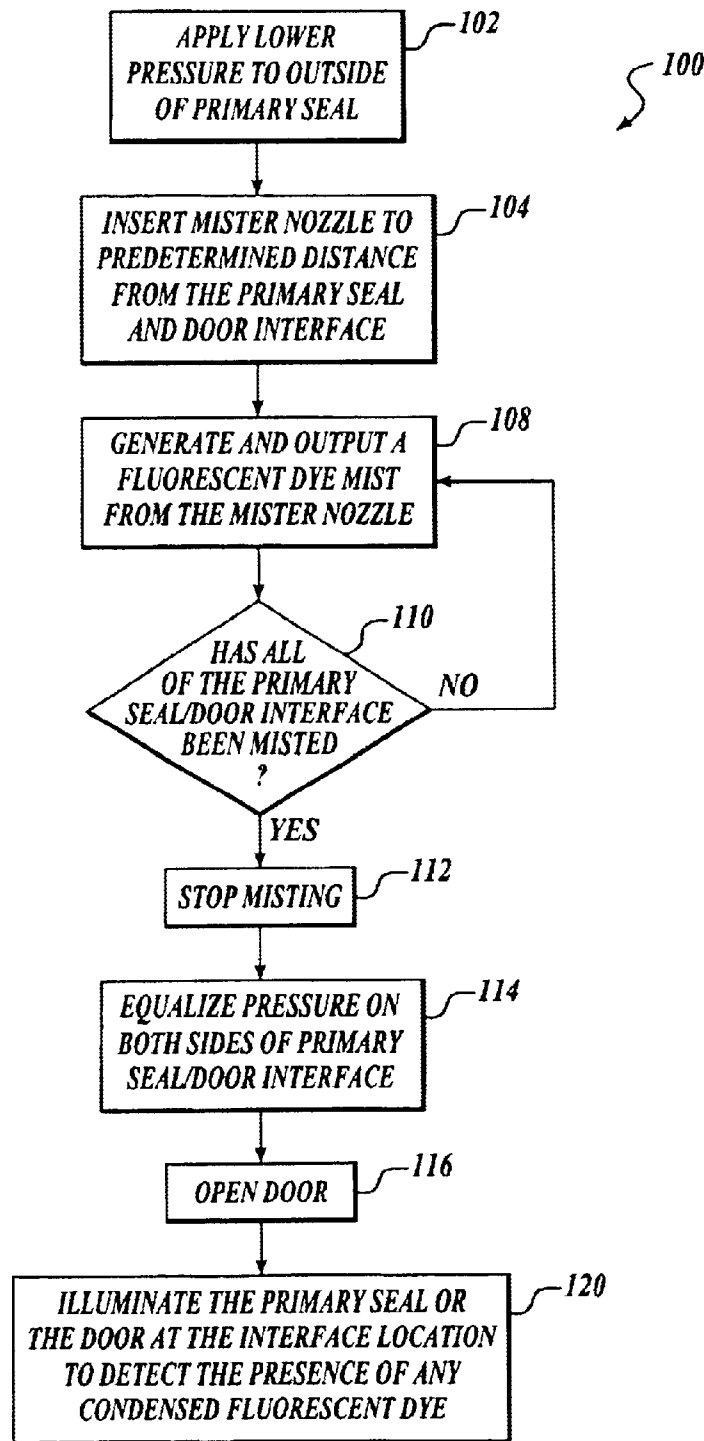 102
APPLY LOWER
PRESSURE TO OUTSIDE
OF PRIMARY SEAL
100
104
INSERT MISTER NOZZLE TO
PREDETERMINED DISTANCE
FROM THE PRIMARY SEAL
AND DOOR INTERFACE
108
GENERATE AND OUTPUT A
FLUORESCENT DYE MIST
FROM THE MISTER NOZZLE
110
HAS ALL
OF THE PRIMARY
SEAL/DOOR INTERFACE
BEEN MISTED
?
NO
YES
112
STOP MISTING
114
EQUALIZE PRESSURE ON
BOTH SIDES OF PRIMARY
SEAL/DOOR INTERFACE
116
OPEN DOOR
120
ILLUMINATE THE PRIMARY SEAL OR
THE DOOR AT THE INTERFACE LOCATION
TO DETECT THE PRESENCE OF ANY
CONDENSED FLUORESCENT DYE